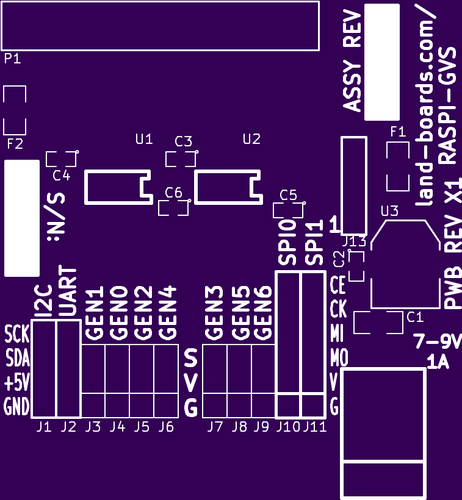 P1
ASSY REV
land-boards.com/
RASPI-GVS
F2
U1
C3
U2
F1
C4
C6
C5
S/N:
1
U3
J13
PWB REV X1
SPI0
SPI1
C2
I2C
UART
GEN1
GEN0
GEN2
GEN4
GEN3
GEN5
GEN6
CE
CK
C1
SCK
MI
7-9V
SDA
S
MO
1A
+5V
V
V
GND
G
G
J1
J2
J3
J4
J5
J6
J7
J8
J9
J10
J11